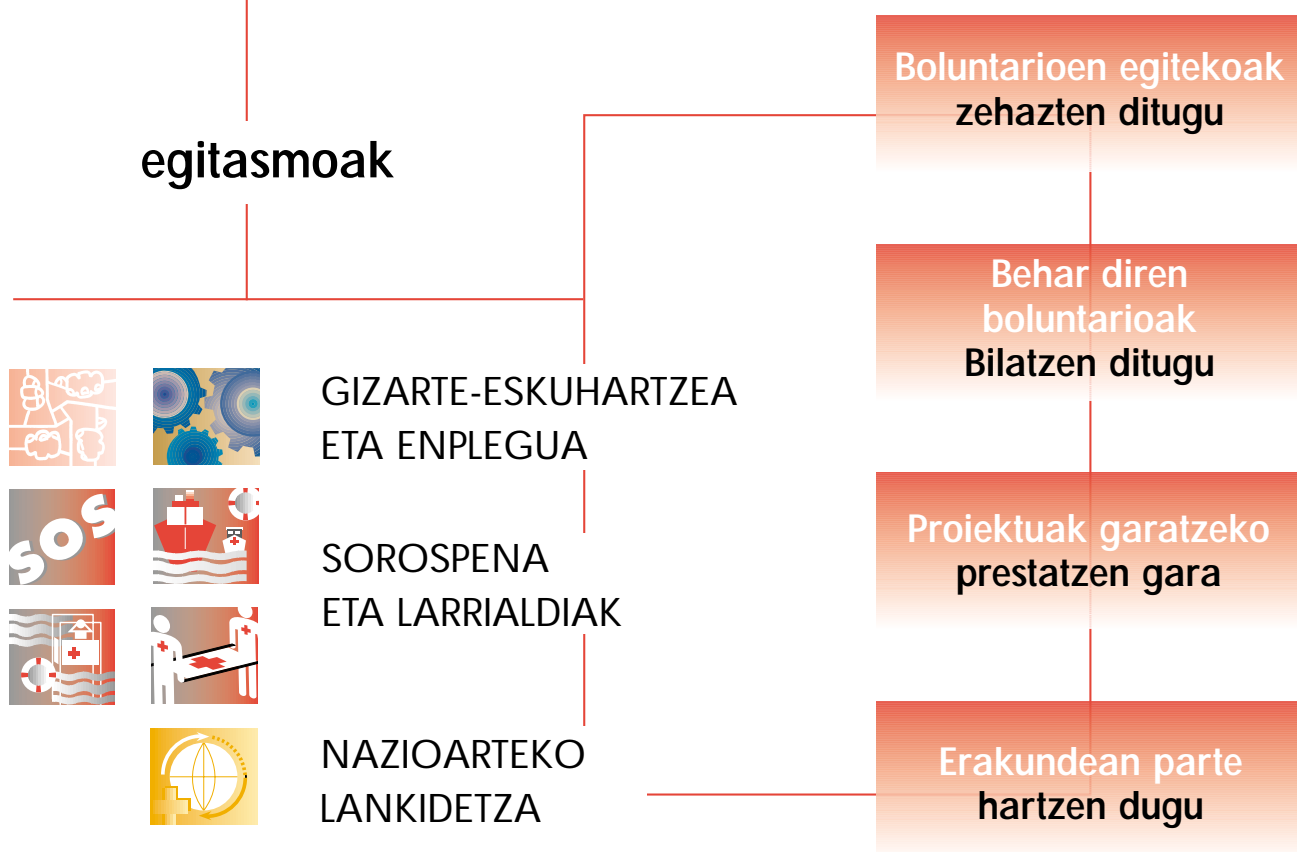 egitasmoak
GIZARTE-ESKUHARTZEA
ETA ENPLEGUA
SOS
SOROSPENA
ETA LARRIALDIAK
NAZIOARTEKO
LANKIDETZA
Boluntarioen egitekoak
zehazten ditugu
Behar diren
boluntarioak
Bilatzen ditugu
Proiektuak garatzeko
prestatzen gara
Erakundean parte
hartzen dugu